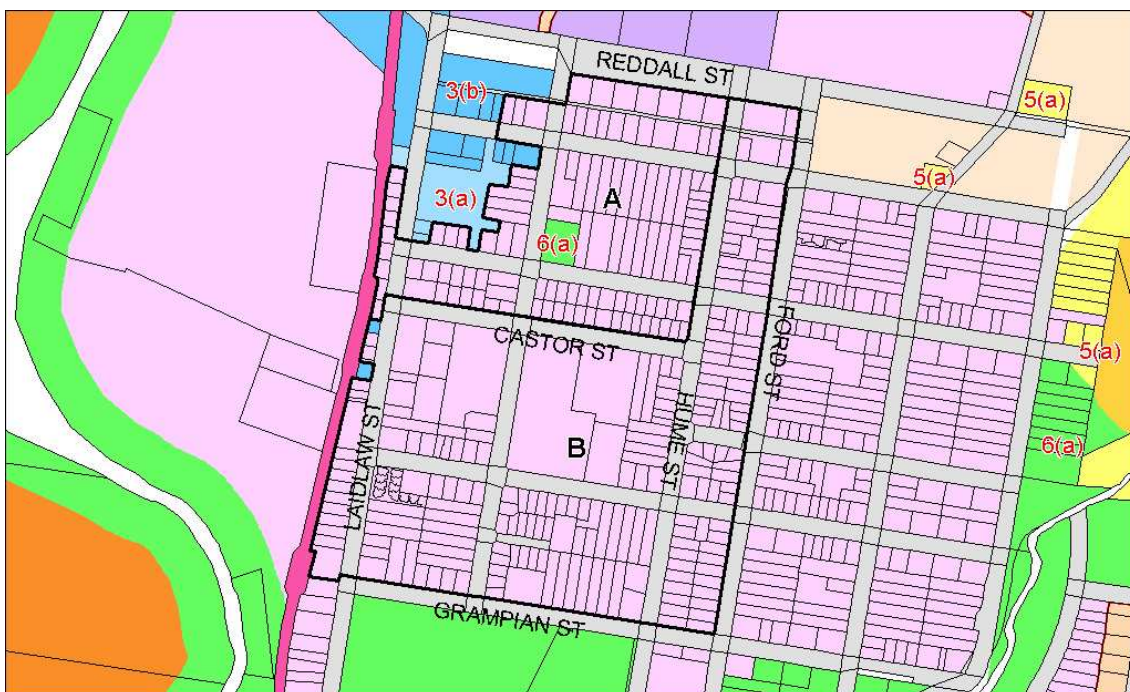 REDDALL ST
3(b)
5(a)
5(a)
3(a)
A
6(a)
CASTOR ST
FORD ST
5(a)
LAIDLAW ST
HUME ST
B
6(a)
GRAMPIAN ST